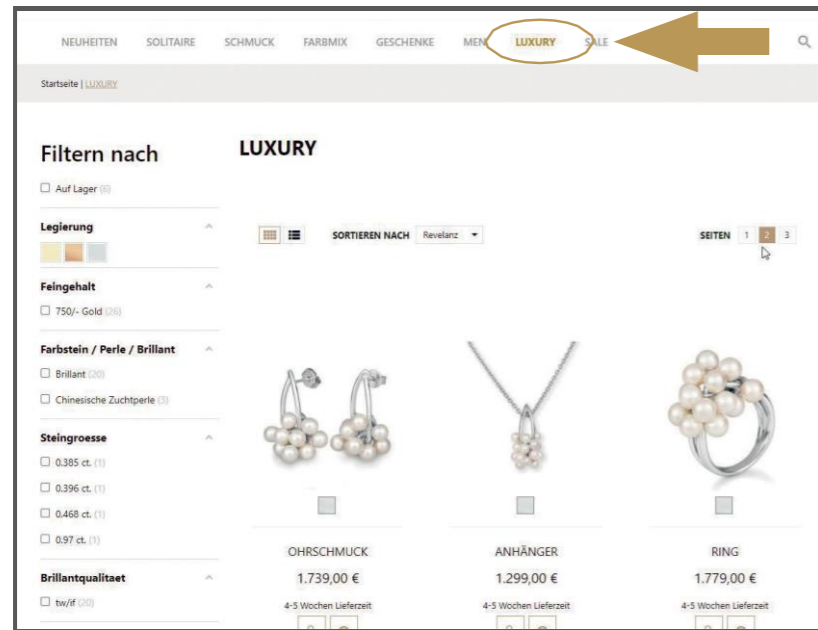 NEUHEITEN SOLITAIRE SCHMUCK FARBMIX GESCHENKE MEN LUXURY SALE
Startseite | LUXURY
Filtern nach
LUXURY
Auf Lager (6)
Legierung
SORTIEREN NACH Revelanz
SEITEN 1 2 3
Feingehalt
750/- Gold (26)
Farbstein / Perle / Brillant
Brillant (20)
Chinesische Zuchtperle (3)
Steingroesse
0.385 ct. (1)
0.396 ct. (1)
0.468 ct. (1)
0.97 ct. (1)
Brillantqualitaet
tw/if (20)
OHRSCHMUCK ANHÄNGER RING
1.739,00 € 1.299,00 € 1.779,00 €
4-5 Wochen Lieferzeit 4-5 Wochen Lieferzeit 4-5 Wochen Lieferzeit